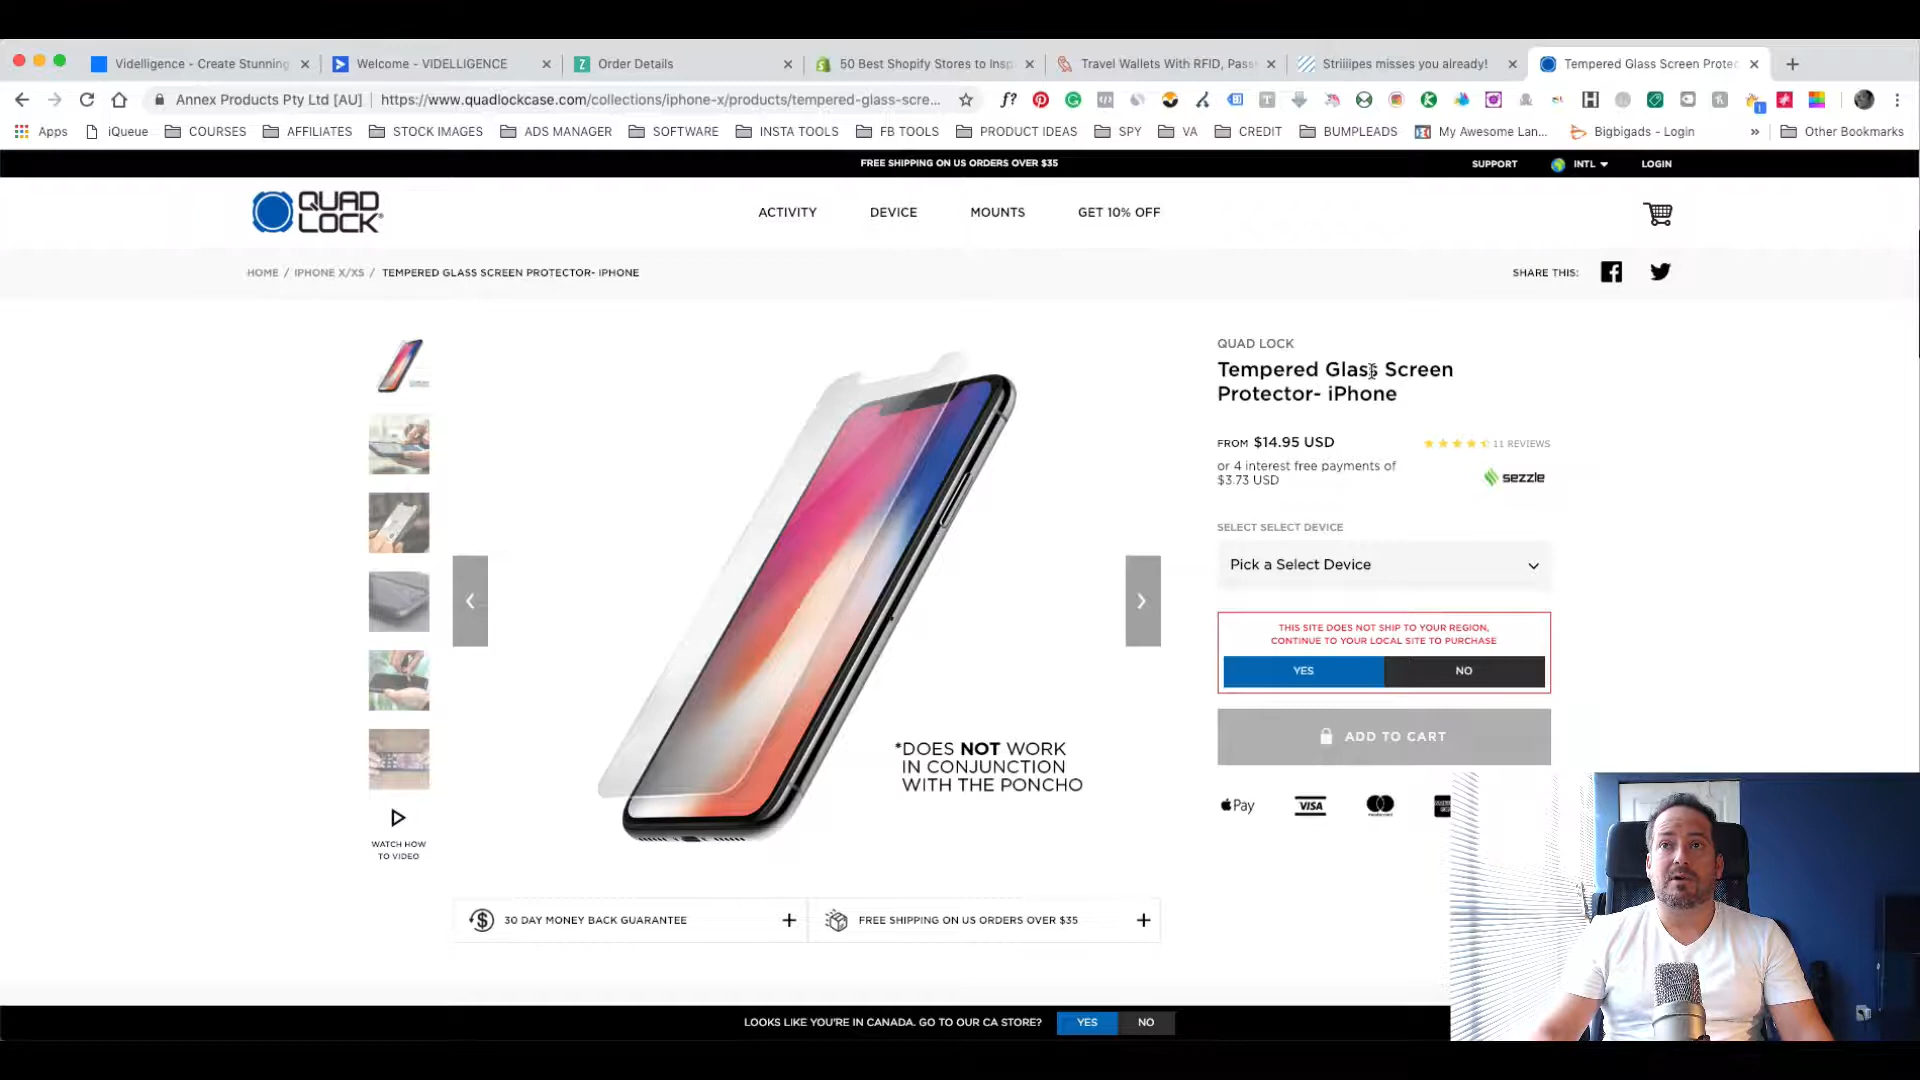 Videlligence - Create Stunning
Welcome - VIDELLIGENCE
Order Details
50 Best Shopify Stores to Insp
Travel Wallets With RFID, Pass
Striiiipes misses you already!
Tempered Glass Screen Protec
Annex Products Pty Ltd [AU] | https://www.quadlockcase.com/collections/iphone-x/products/tempered-glass-scre...
Apps
iQueue
COURSES
AFFILIATES
STOCK IMAGES
ADS MANAGER
SOFTWARE
INSTA TOOLS
FB TOOLS
PRODUCT IDEAS
SPY
VA
CREDIT
BUMPLEADS
My Awesome Lan...
Bigbigads - Login
»
Other Bookmarks
FREE SHIPPING ON US ORDERS OVER $35
SUPPORT
INTL
LOGIN
QUAD
LOCK
ACTIVITY
DEVICE
MOUNTS
GET 10% OFF
HOME / IPHONE X/XS / TEMPERED GLASS SCREEN PROTECTOR- IPHONE
SHARE THIS:
QUAD LOCK
Tempered Glass Screen
Protector- iPhone
FROM $14.95 USD
11 REVIEWS
or 4 interest free payments of
$3.73 USD
sezzle
SELECT SELECT DEVICE
Pick a Select Device
THIS SITE DOES NOT SHIP TO YOUR REGION,
CONTINUE TO YOUR LOCAL SITE TO PURCHASE
YES
NO
ADD TO CART
*DOES NOT WORK
IN CONJUNCTION
WITH THE PONCHO
Pay
VISA
WATCH HOW
TO VIDEO
30 DAY MONEY BACK GUARANTEE +
FREE SHIPPING ON US ORDERS OVER $35 +
LOOKS LIKE YOU'RE IN CANADA. GO TO OUR CA STORE?
YES
NO